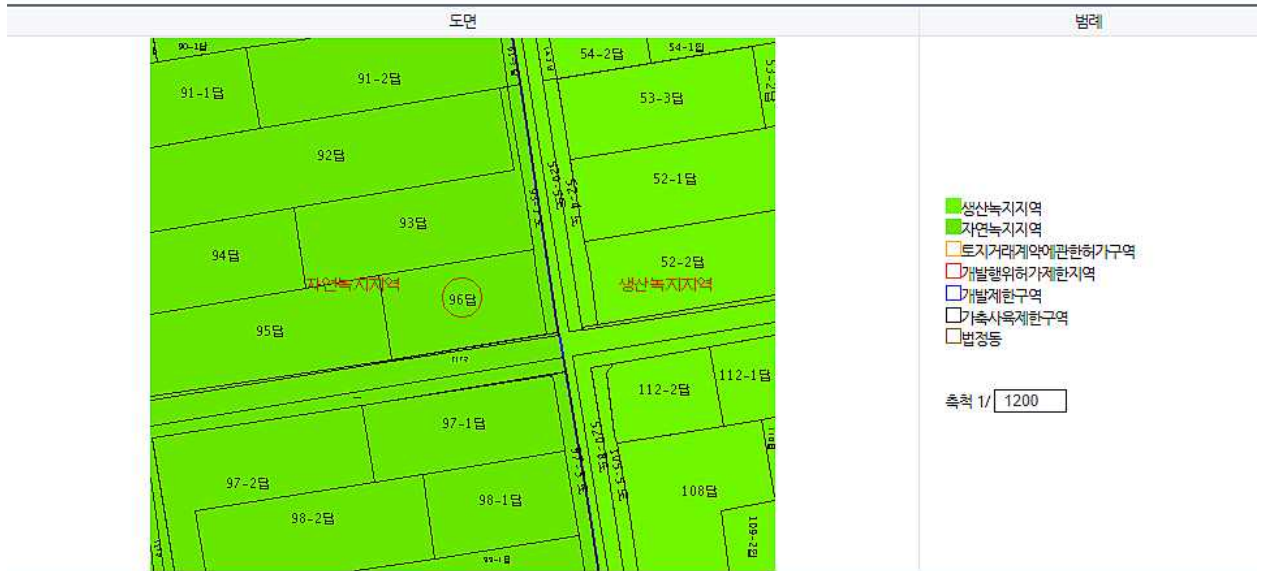 도면
범례
90-1답
54-2답
91-2답
91-1답
53-3답
92답
52-1답
93답
94답
52-2답
자연녹지지역
생산녹지지역
96답
95답
112-1답
112-2답
97-1답
97-2답
98-1답
108답
98-2답
생산녹지지역
자연녹지지역
토지거래계약에관한허가구역
개발행위허가제한지역
개발제한구역
가축사육제한구역
법정동
축척 1/ 1200